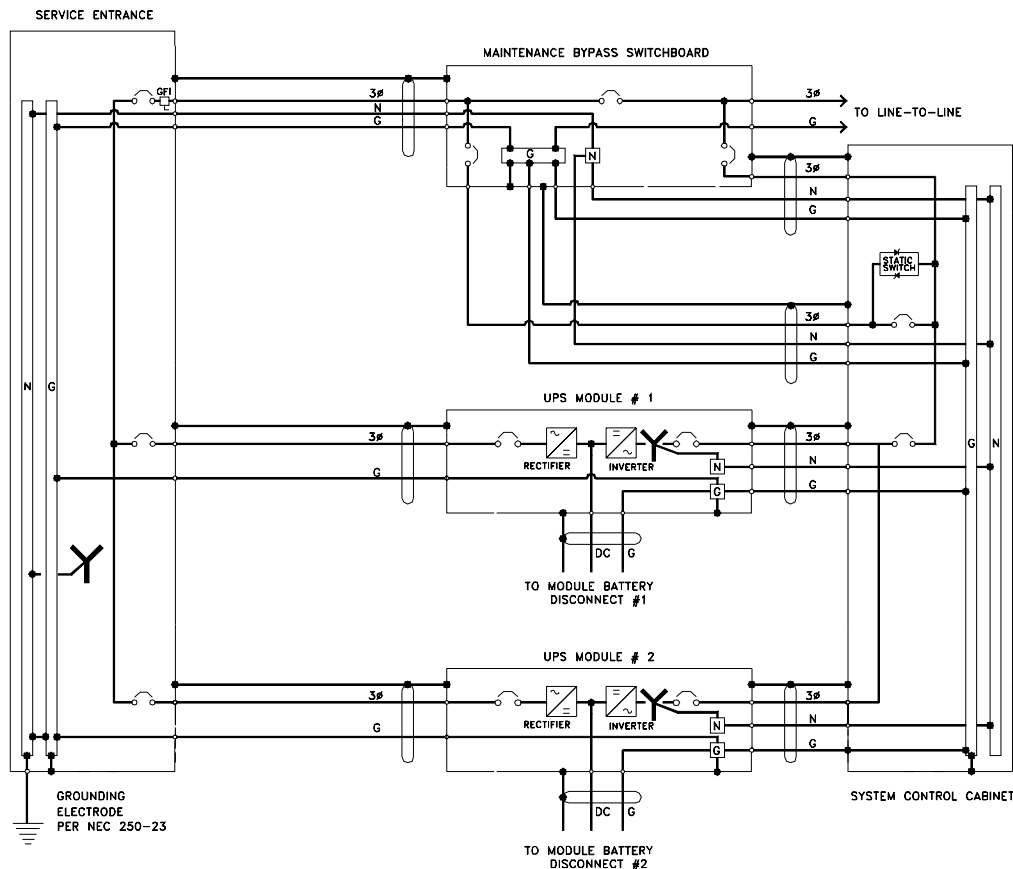 SERVICE ENTRANCE
MAINTENANCE BYPASS SWITCHBOARD
GFI
3ø
N
G
3ø
G
TO LINE-TO-LINE
G
N
3ø
N
G
STATIC
SWITCH
3ø
N
G
N
G
UPS MODULE # 1
3ø
G
RECTIFIER
INVERTER
N
G
3ø
N
G
G
N
DC
G
TO MODULE BATTERY
DISCONNECT #1
UPS MODULE # 2
3ø
G
RECTIFIER
INVERTER
N
G
3ø
N
G
DC
G
TO MODULE BATTERY
DISCONNECT #2
GROUNDING
ELECTRODE
PER NEC 250-23
SYSTEM CONTROL CABINET